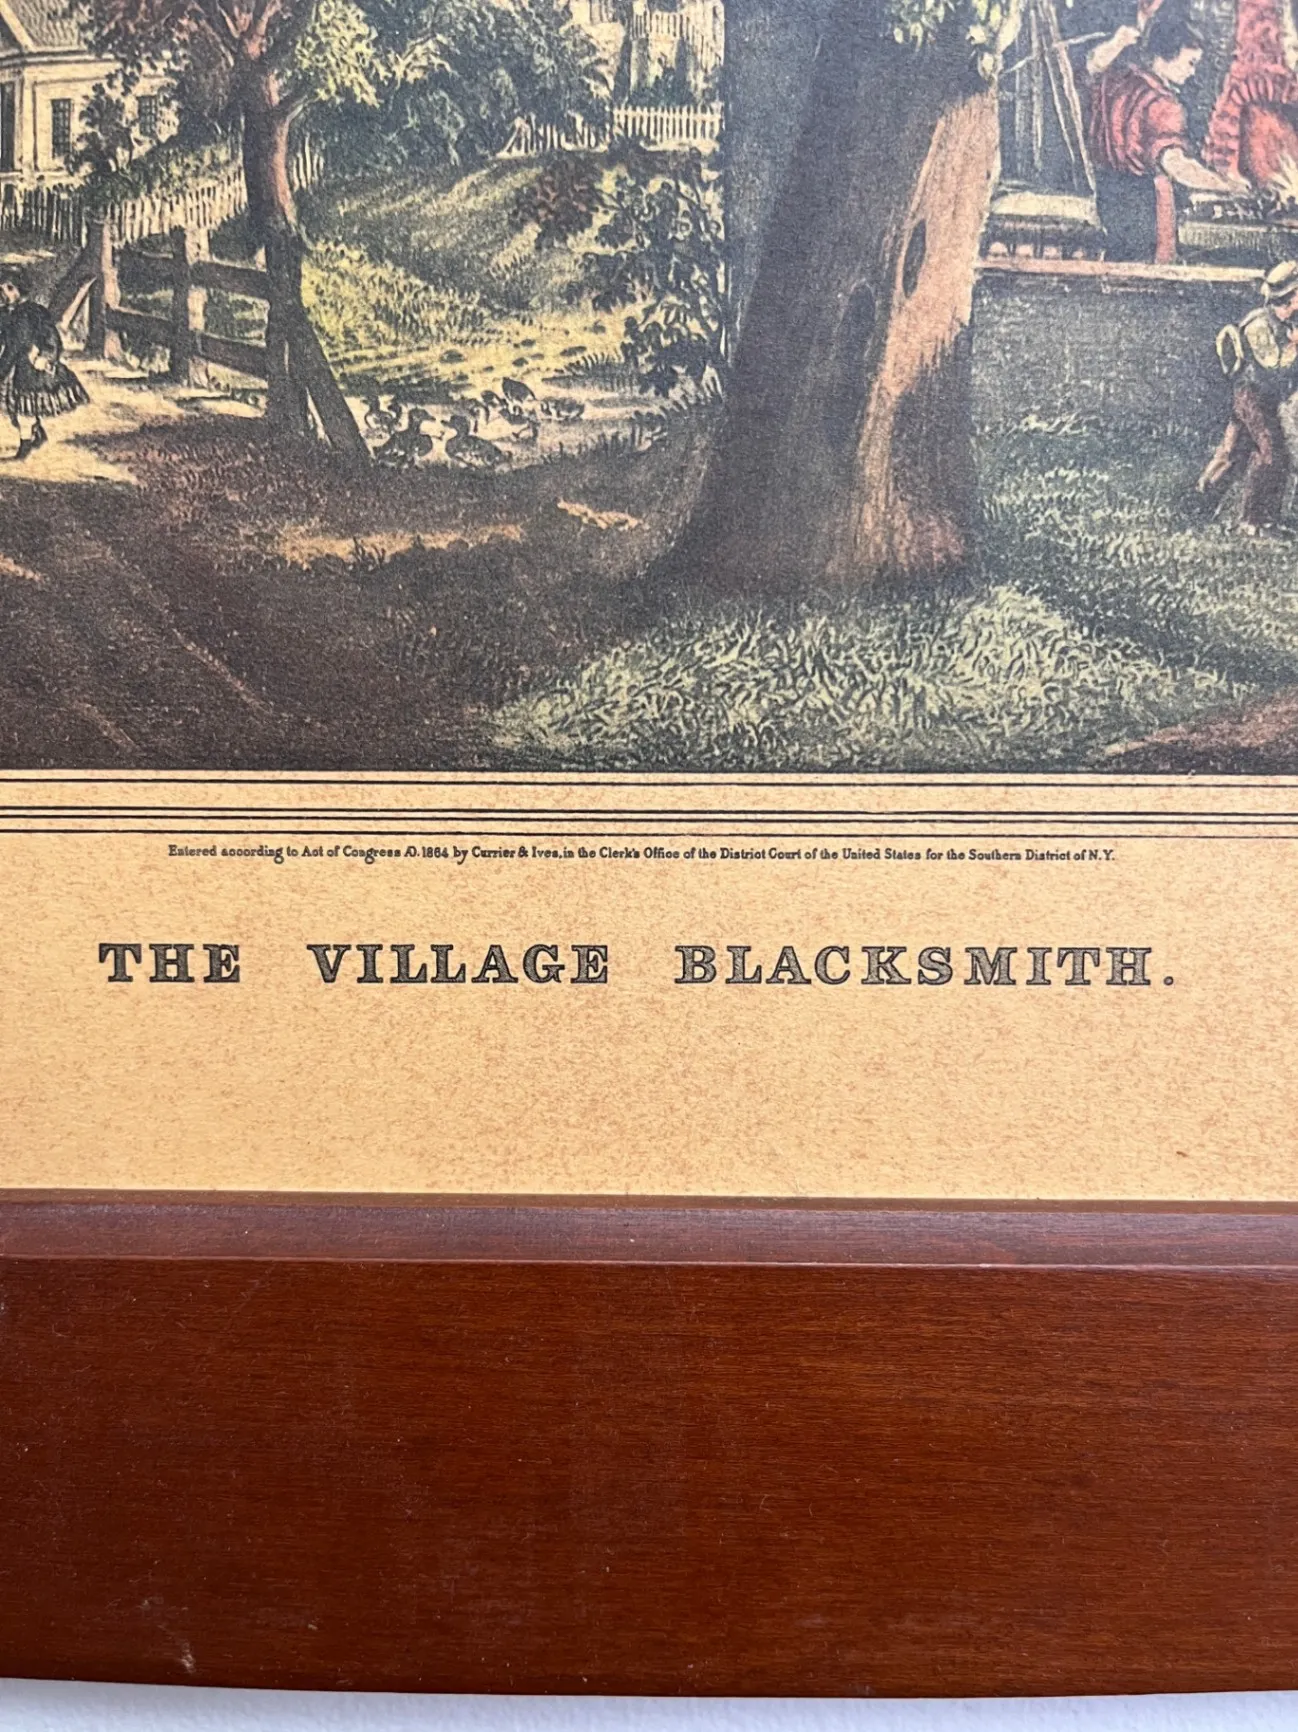 Entered according to Act of Congress AD. 1864 by Currier & Ives, in the Clerk's Office of the District Court of the United States for the Southern District of N.Y.
THE VILLAGE BLACKSMITH.